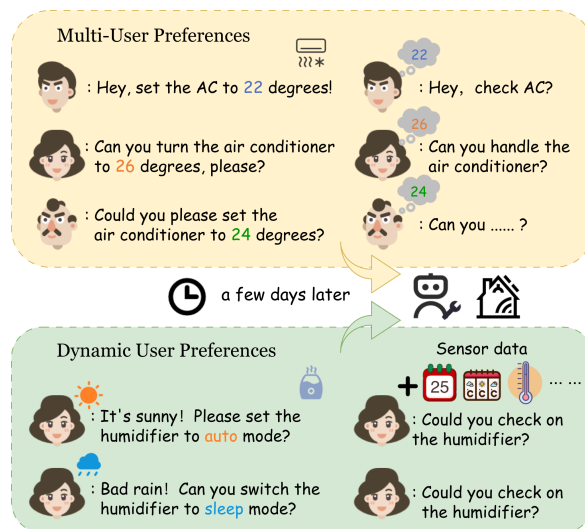 Multi-User Preferences
: Hey, set the AC to 22 degrees!
22
: Hey, check AC?
: Can you turn the air conditioner
to 26 degrees, please?
26
: Can you handle the
air conditioner?
: Could you please set the
air conditioner to 24 degrees?
24
: Can you ...... ?
a few days later
Dynamic User Preferences
Sensor data
+
25
C C C
... ...
: It's sunny! Please set the
humidifier to auto mode?
: Could you check on
the humidifier?
: Bad rain! Can you switch the
humidifier to sleep mode?
: Could you check on
the humidifier?